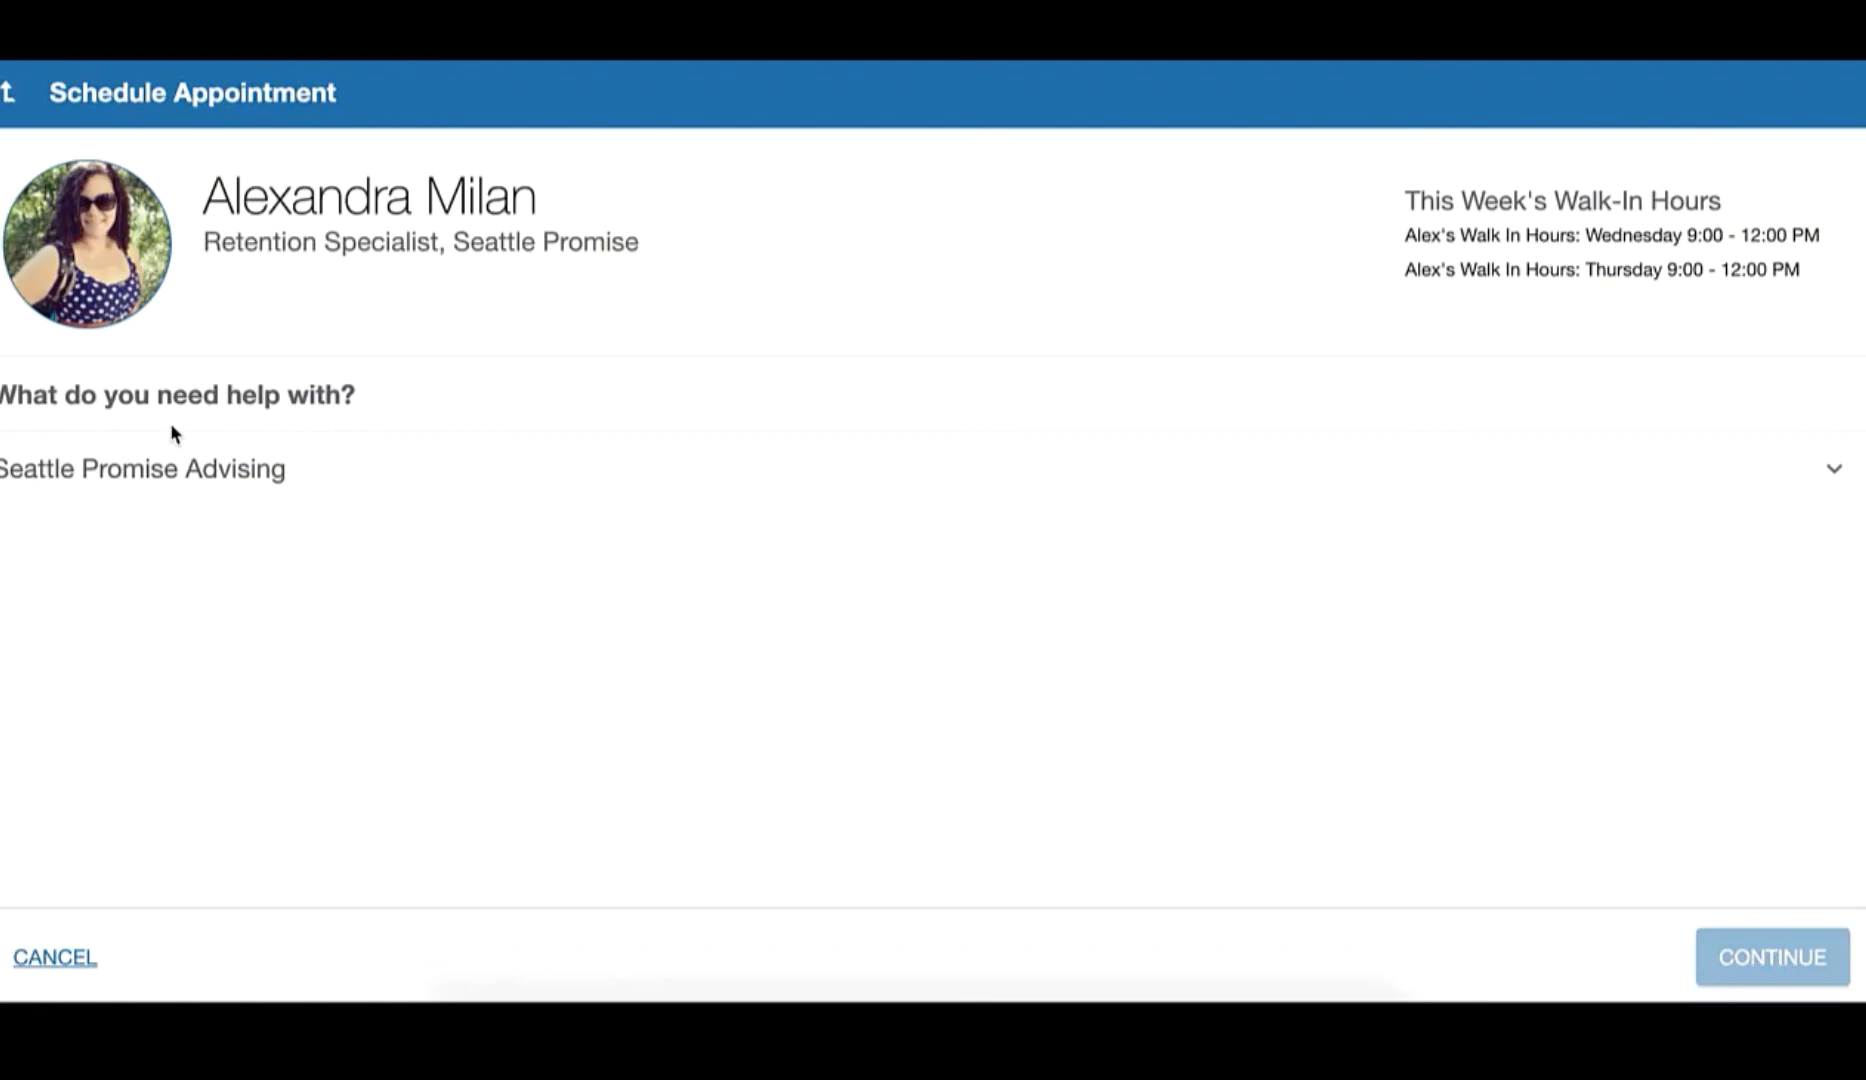 Schedule Appointment
Alexandra Milan
Retention Specialist, Seattle Promise
This Week's Walk-In Hours
Alex's Walk In Hours: Wednesday 9:00 - 12:00 PM
Alex's Walk In Hours: Thursday 9:00 - 12:00 PM
What do you need help with?
Seattle Promise Advising
CANCEL
CONTINUE